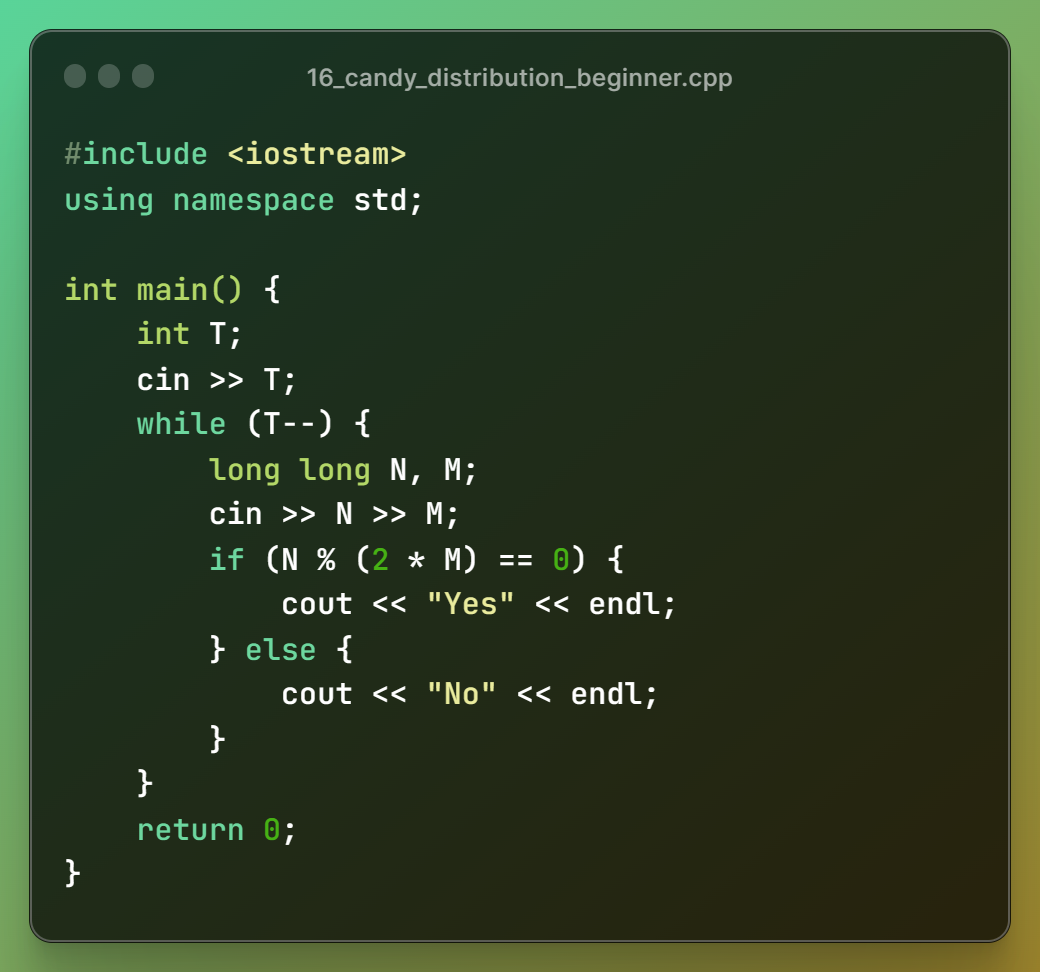 16_candy_distribution_beginner.cpp
#include <iostream>
using namespace std;

int main() {
    int T;
    cin >> T;
    while (T--) {
        long long N, M;
        cin >> N >> M;
        if (N % (2 * M) == 0) {
            cout << "Yes" << endl;
        } else {
            cout << "No" << endl;
        }
    }
    return 0;
}